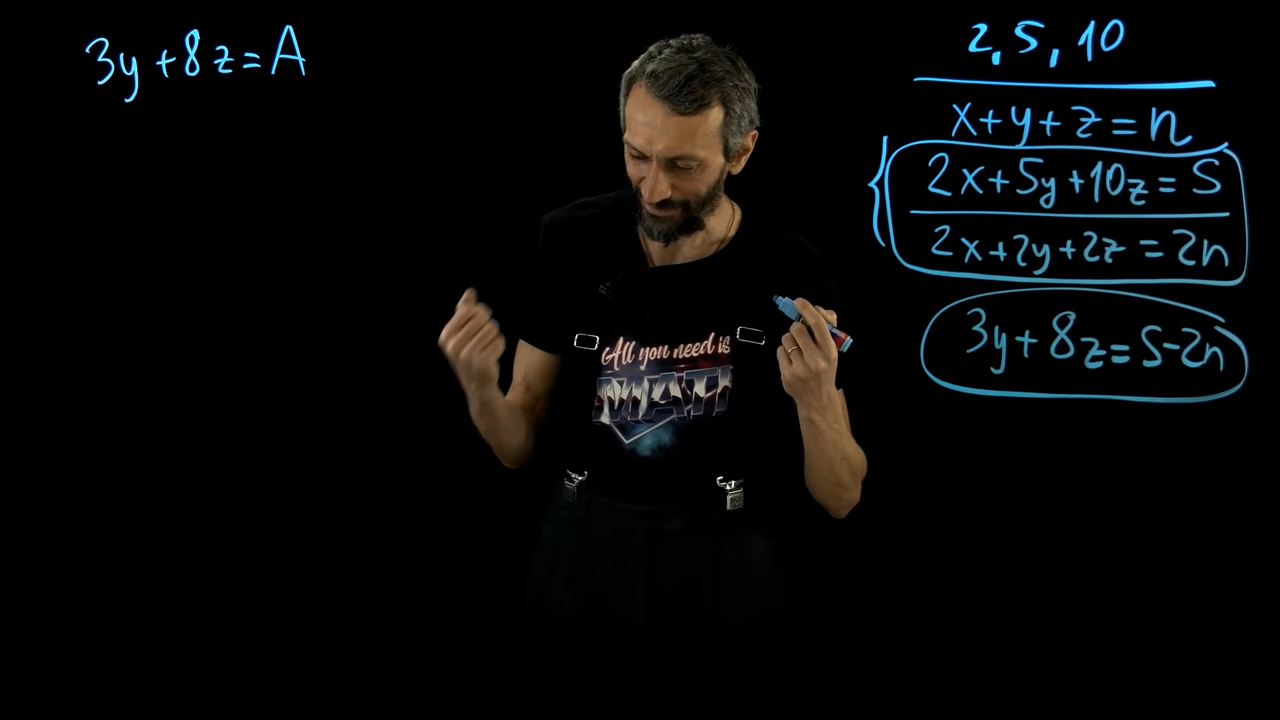 3y+8z=A
2,5,10
x+y+z=n
2x+5y+10z=S
2x+2y+2z=2n
3y+8z=S-2n
All you need is
MATH